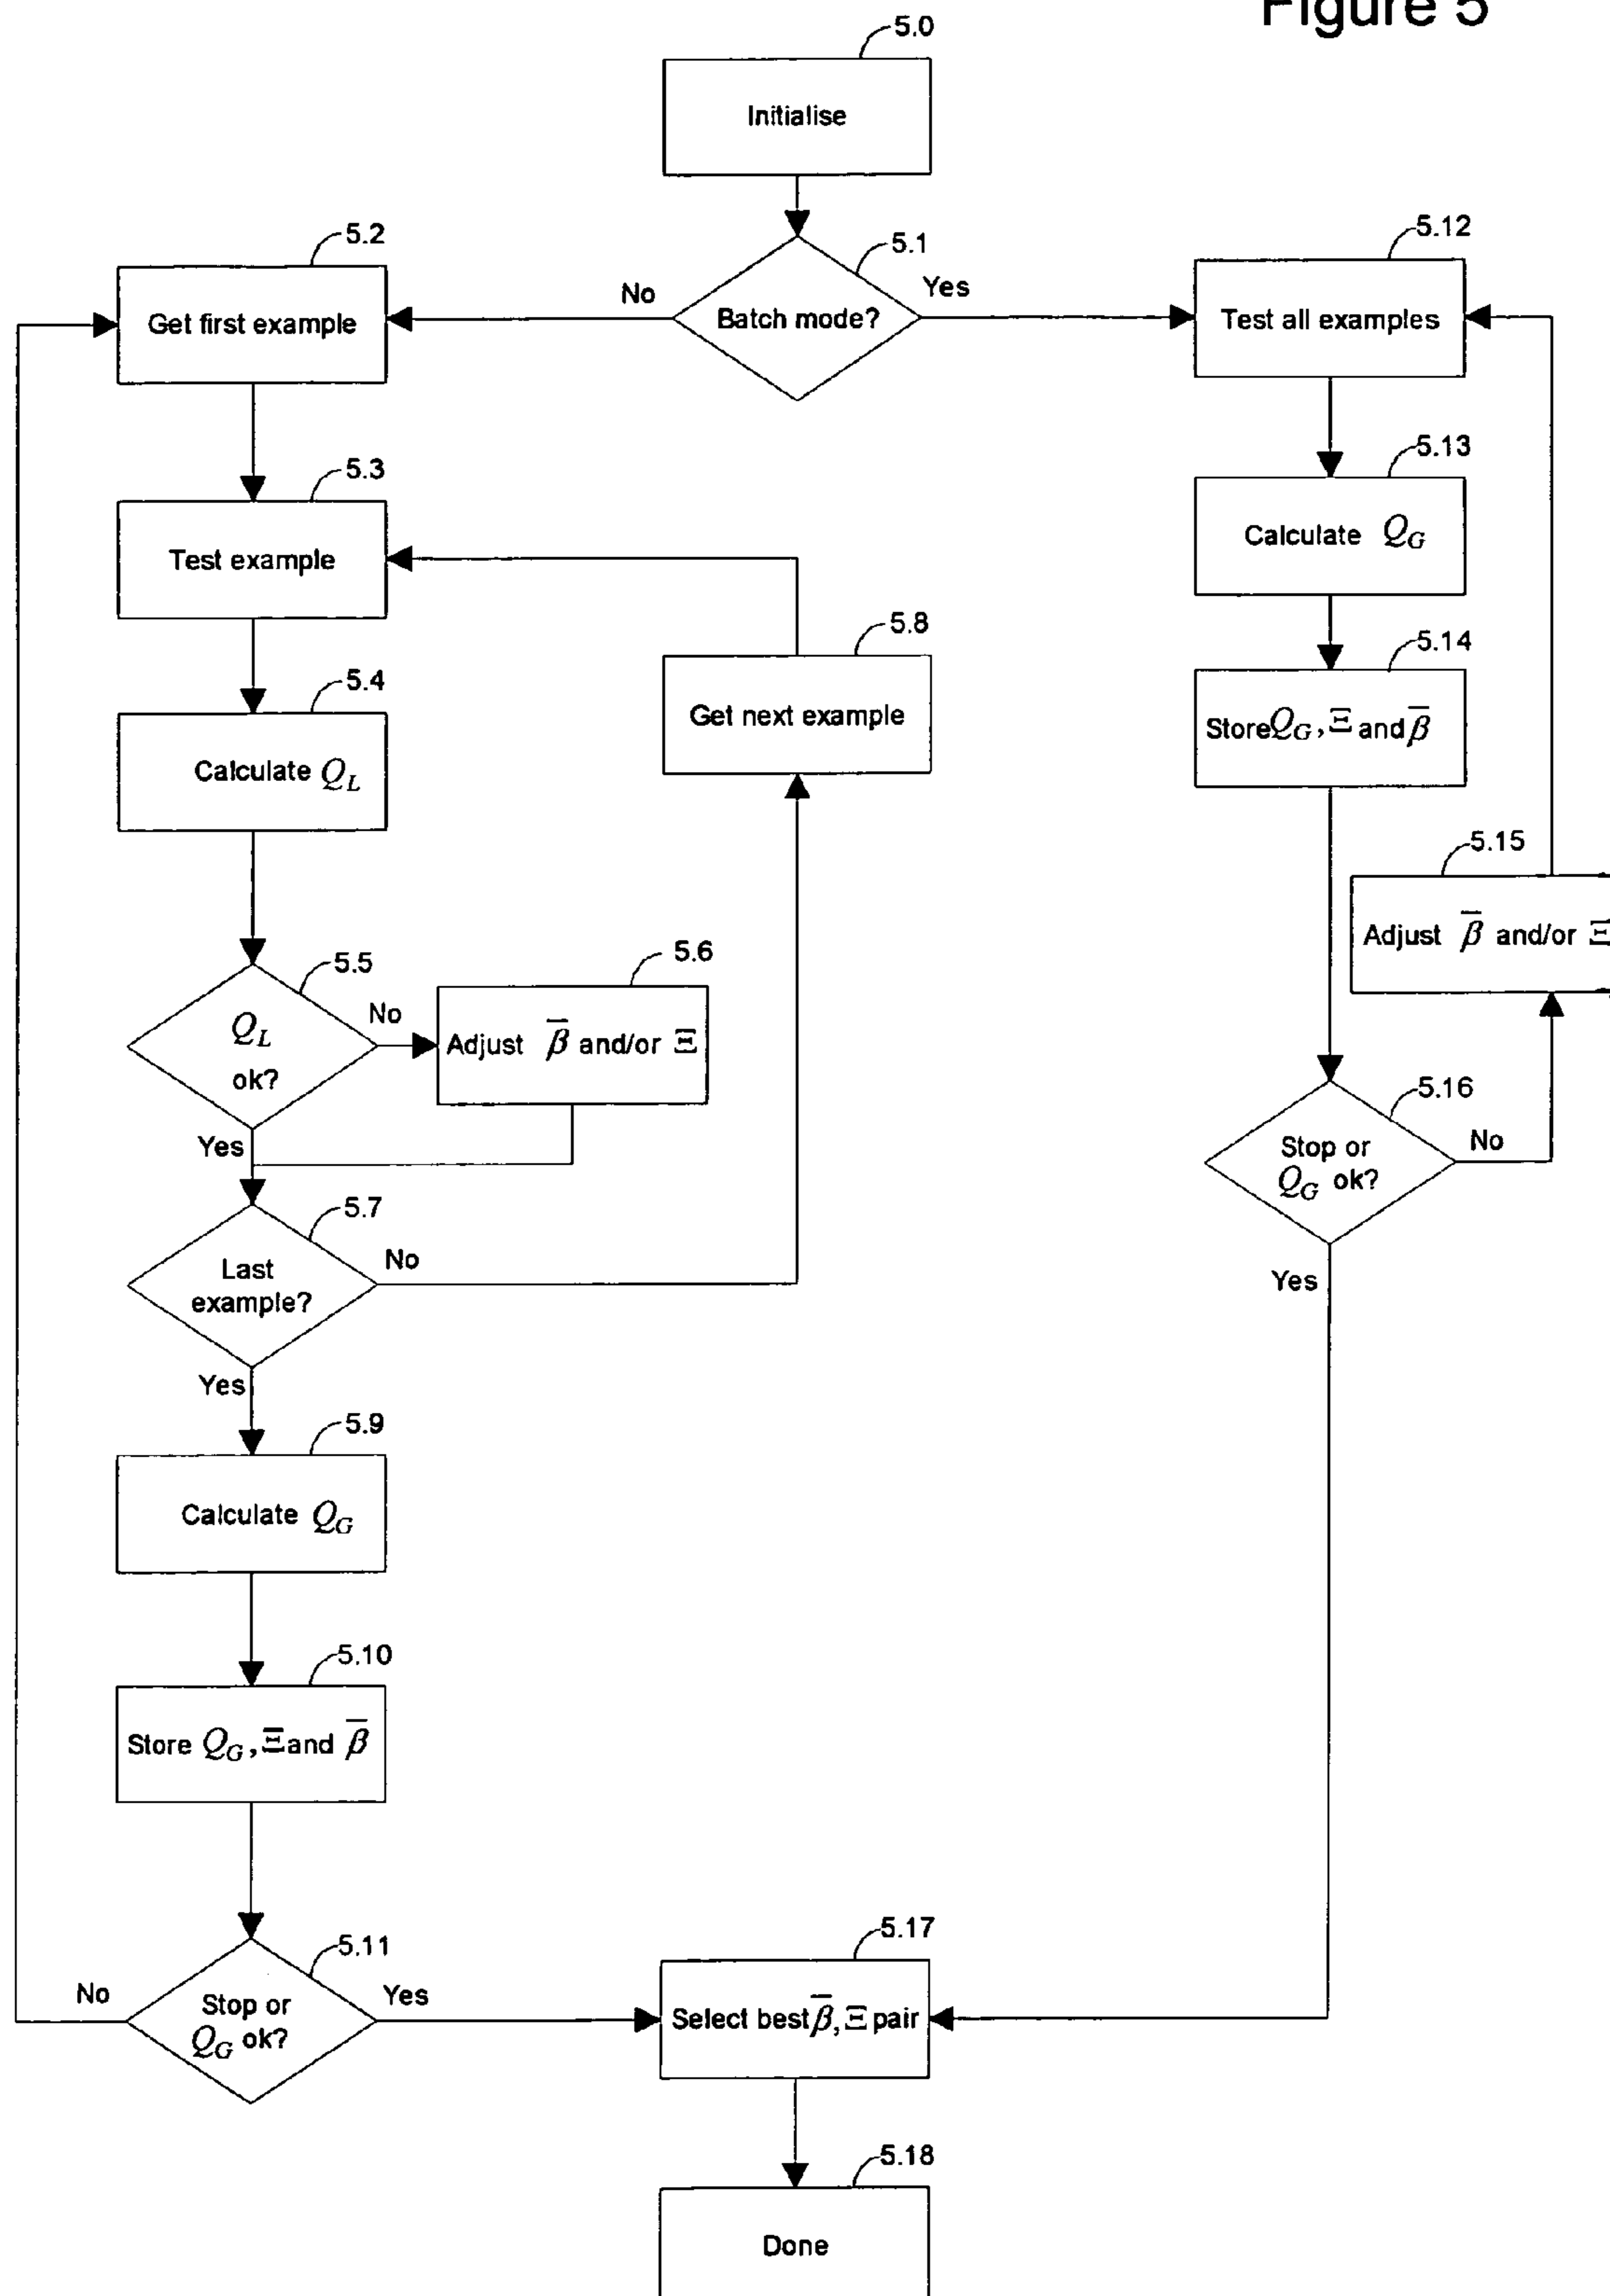 Figure 5
5.0
Initialise
5.1
Batch mode?
No
Yes
5.2
Get first example
5.12
Test all examples
5.3
Test example
5.13
Calculate Q_G
5.8
Get next example
5.14
Store Q_G, Ξ and β̅
5.4
Calculate Q_L
5.15
Adjust β̅ and/or Ξ
5.5
Q_L
ok?
No
Yes
5.6
Adjust β̅ and/or Ξ
5.16
Stop or
Q_G ok?
No
Yes
5.7
Last
example?
No
Yes
5.9
Calculate Q_G
5.10
Store Q_G, Ξ and β̅
5.11
Stop or
Q_G ok?
No
Yes
5.17
Select best β̅, Ξ pair
5.18
Done